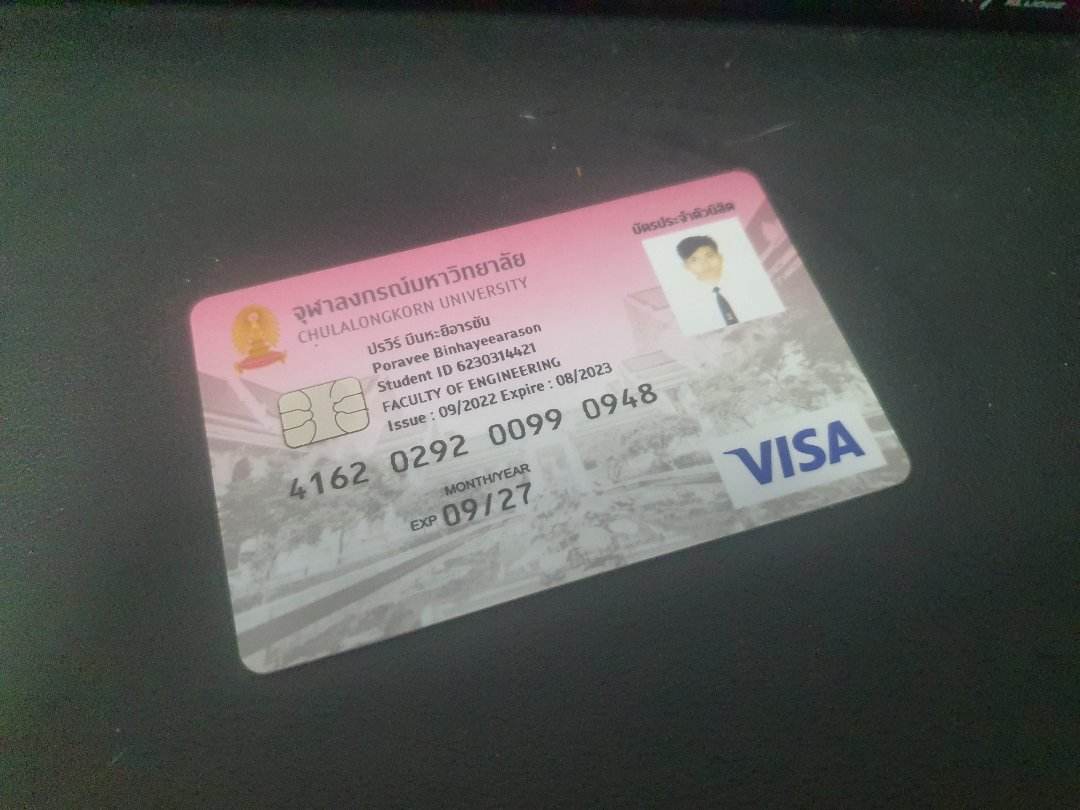 บัตรประจำตัวนิสิต
จุฬาลงกรณ์มหาวิทยาลัย
CHULALONGKORN UNIVERSITY
ปรวีร์ บินหะยีอารซัน
Poravee Binhayeearason
Student ID 6230314421
FACULTY OF ENGINEERING
Issue : 09/2022 Expire : 08/2023
4162 0292 0099 0948
MONTH/YEAR
EXP 09/27
VISA